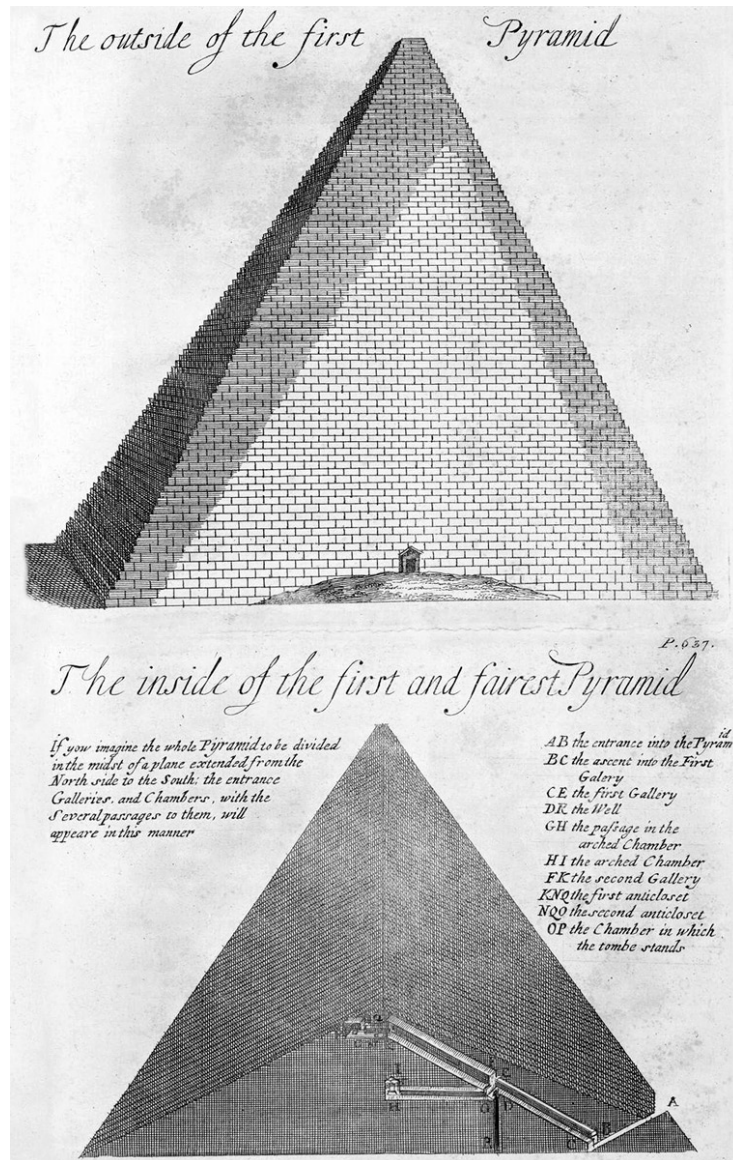 The outside of the first Pyramid
P.637.
The inside of the first and fairest Pyramid
If yow imagine the whole Pyramid to be divided
in the midst of a plane extended from the
North side to the South: the entrance
Galleries, and Chambers, with the
Several passages to them, will
appeare in this manner
AB the entrance into the Pyramid
BC the ascent into the First
Galery
CE the first Gallery
DR the Well
GH the passage in the
arched Chamber
HI the arched Chamber
FK the second Gallery
KNQ the first anticloset
NQO the second anticloset
OP the Chamber in which
the tombe stands
A
I
H
G
D
C
B
R